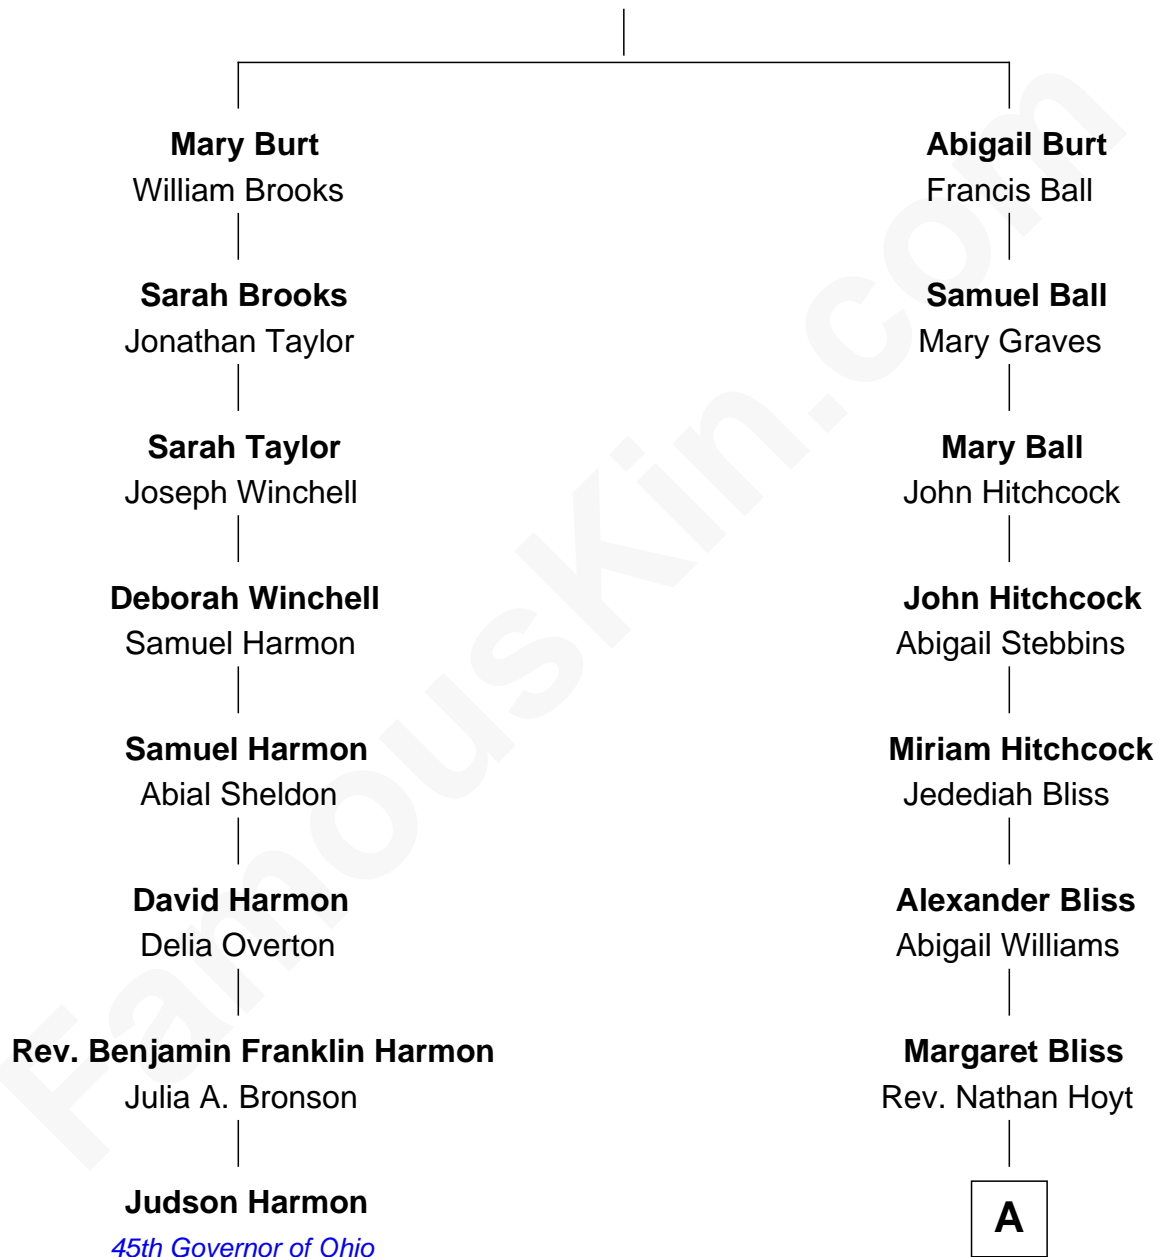 Mary Burt
William Brooks
Sarah Brooks
Jonathan Taylor
Sarah Taylor
Joseph Winchell
Deborah Winchell
Samuel Harmon
Samuel Harmon
Abial Sheldon
David Harmon
Delia Overton
Rev. Benjamin Franklin Harmon
Julia A. Bronson
Judson Harmon
45th Governor of Ohio
Abigail Burt
Francis Ball
Samuel Ball
Mary Graves
Mary Ball
John Hitchcock
John Hitchcock
Abigail Stebbins
Miriam Hitchcock
Jedediah Bliss
Alexander Bliss
Abigail Williams
Margaret Bliss
Rev. Nathan Hoyt
A
FamousKin.com